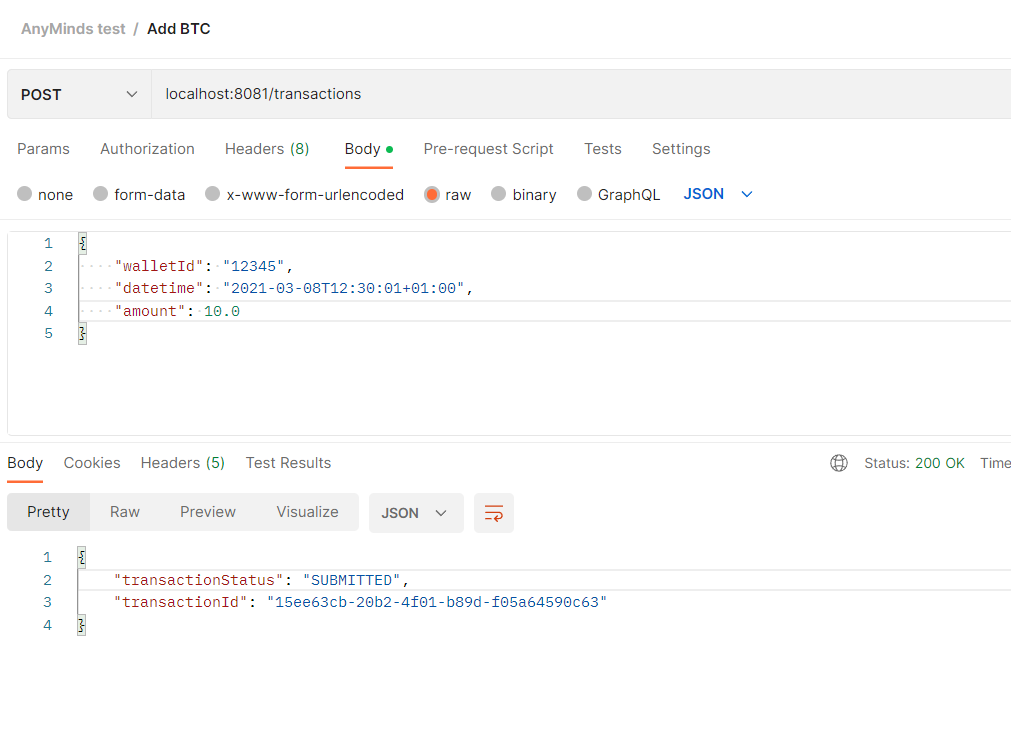 AnyMinds test / Add BTC
POST localhost:8081/transactions
Params Authorization Headers (8) Body Pre-request Script Tests Settings
none form-data x-www-form-urlencoded raw binary GraphQL JSON
1 {
2 "walletId": "12345",
3 "datetime": "2021-03-08T12:30:01+01:00",
4 "amount": 10.0
5 }
Body Cookies Headers (5) Test Results Status: 200 OK Time
Pretty Raw Preview Visualize JSON
1 {
2 "transactionStatus": "SUBMITTED",
3 "transactionId": "15ee63cb-20b2-4f01-b89d-f05a64590c63"
4 }